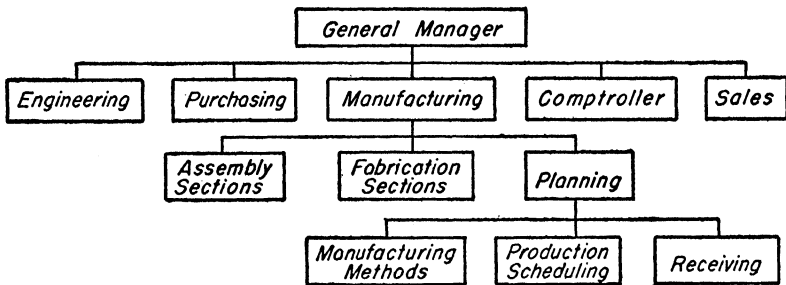 General Manager
Engineering
Purchasing
Manufacturing
Comptroller
Sales
Assembly
Sections
Fabrication
Sections
Planning
Manufacturing
Methods
Production
Scheduling
Receiving